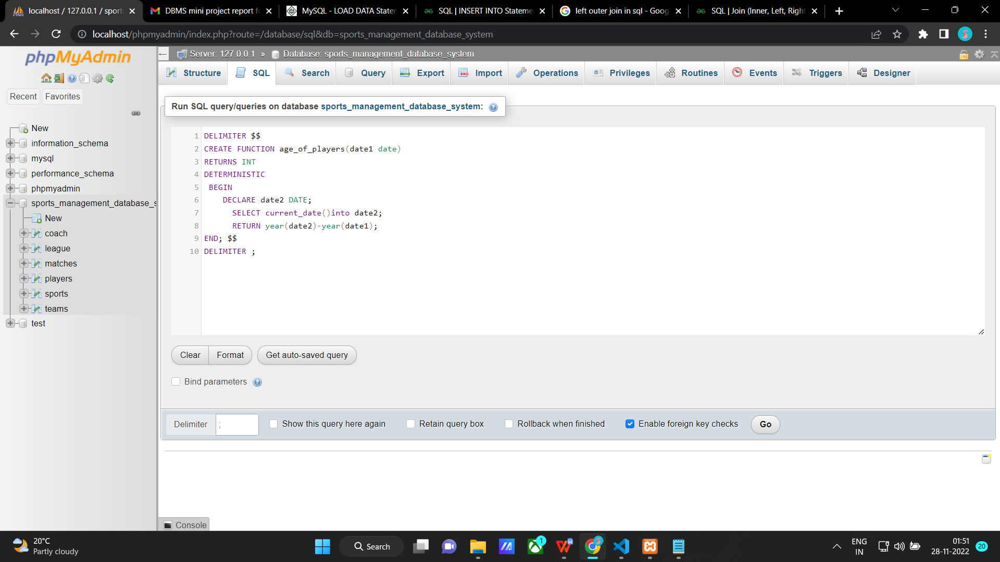 localhost / 127.0.0.1 / sport
DBMS mini project report fo
MySQL - LOAD DATA Statem
SQL | INSERT INTO Stateme
left outer join in sql - Goog
SQL | Join (Inner, Left, Right
localhost/phpmyadmin/index.php?route=/database/sql&db=sports_management_database_system
phpMyAdmin
Recent
Favorites
New
information_schema
mysql
performance_schema
phpmyadmin
sports_management_database_s
New
coach
league
matches
players
sports
teams
test
Server: 127.0.0.1 » Database: sports_management_database_system
Structure
SQL
Search
Query
Export
Import
Operations
Privileges
Routines
Events
Triggers
Designer
Run SQL query/queries on database sports_management_database_system:
1 DELIMITER $$
2 CREATE FUNCTION age_of_players(date1 date)
3 RETURNS INT
4 DETERMINISTIC
5 BEGIN
6 DECLARE date2 DATE;
7 SELECT current_date()into date2;
8 RETURN year(date2)-year(date1);
9 END; $$
10 DELIMITER ;
Clear
Format
Get auto-saved query
Bind parameters
Delimiter
;
Show this query here again
Retain query box
Rollback when finished
Enable foreign key checks
Go
Console
20°C
Partly cloudy
Search
1
ENG
IN
01:51
28-11-2022
20